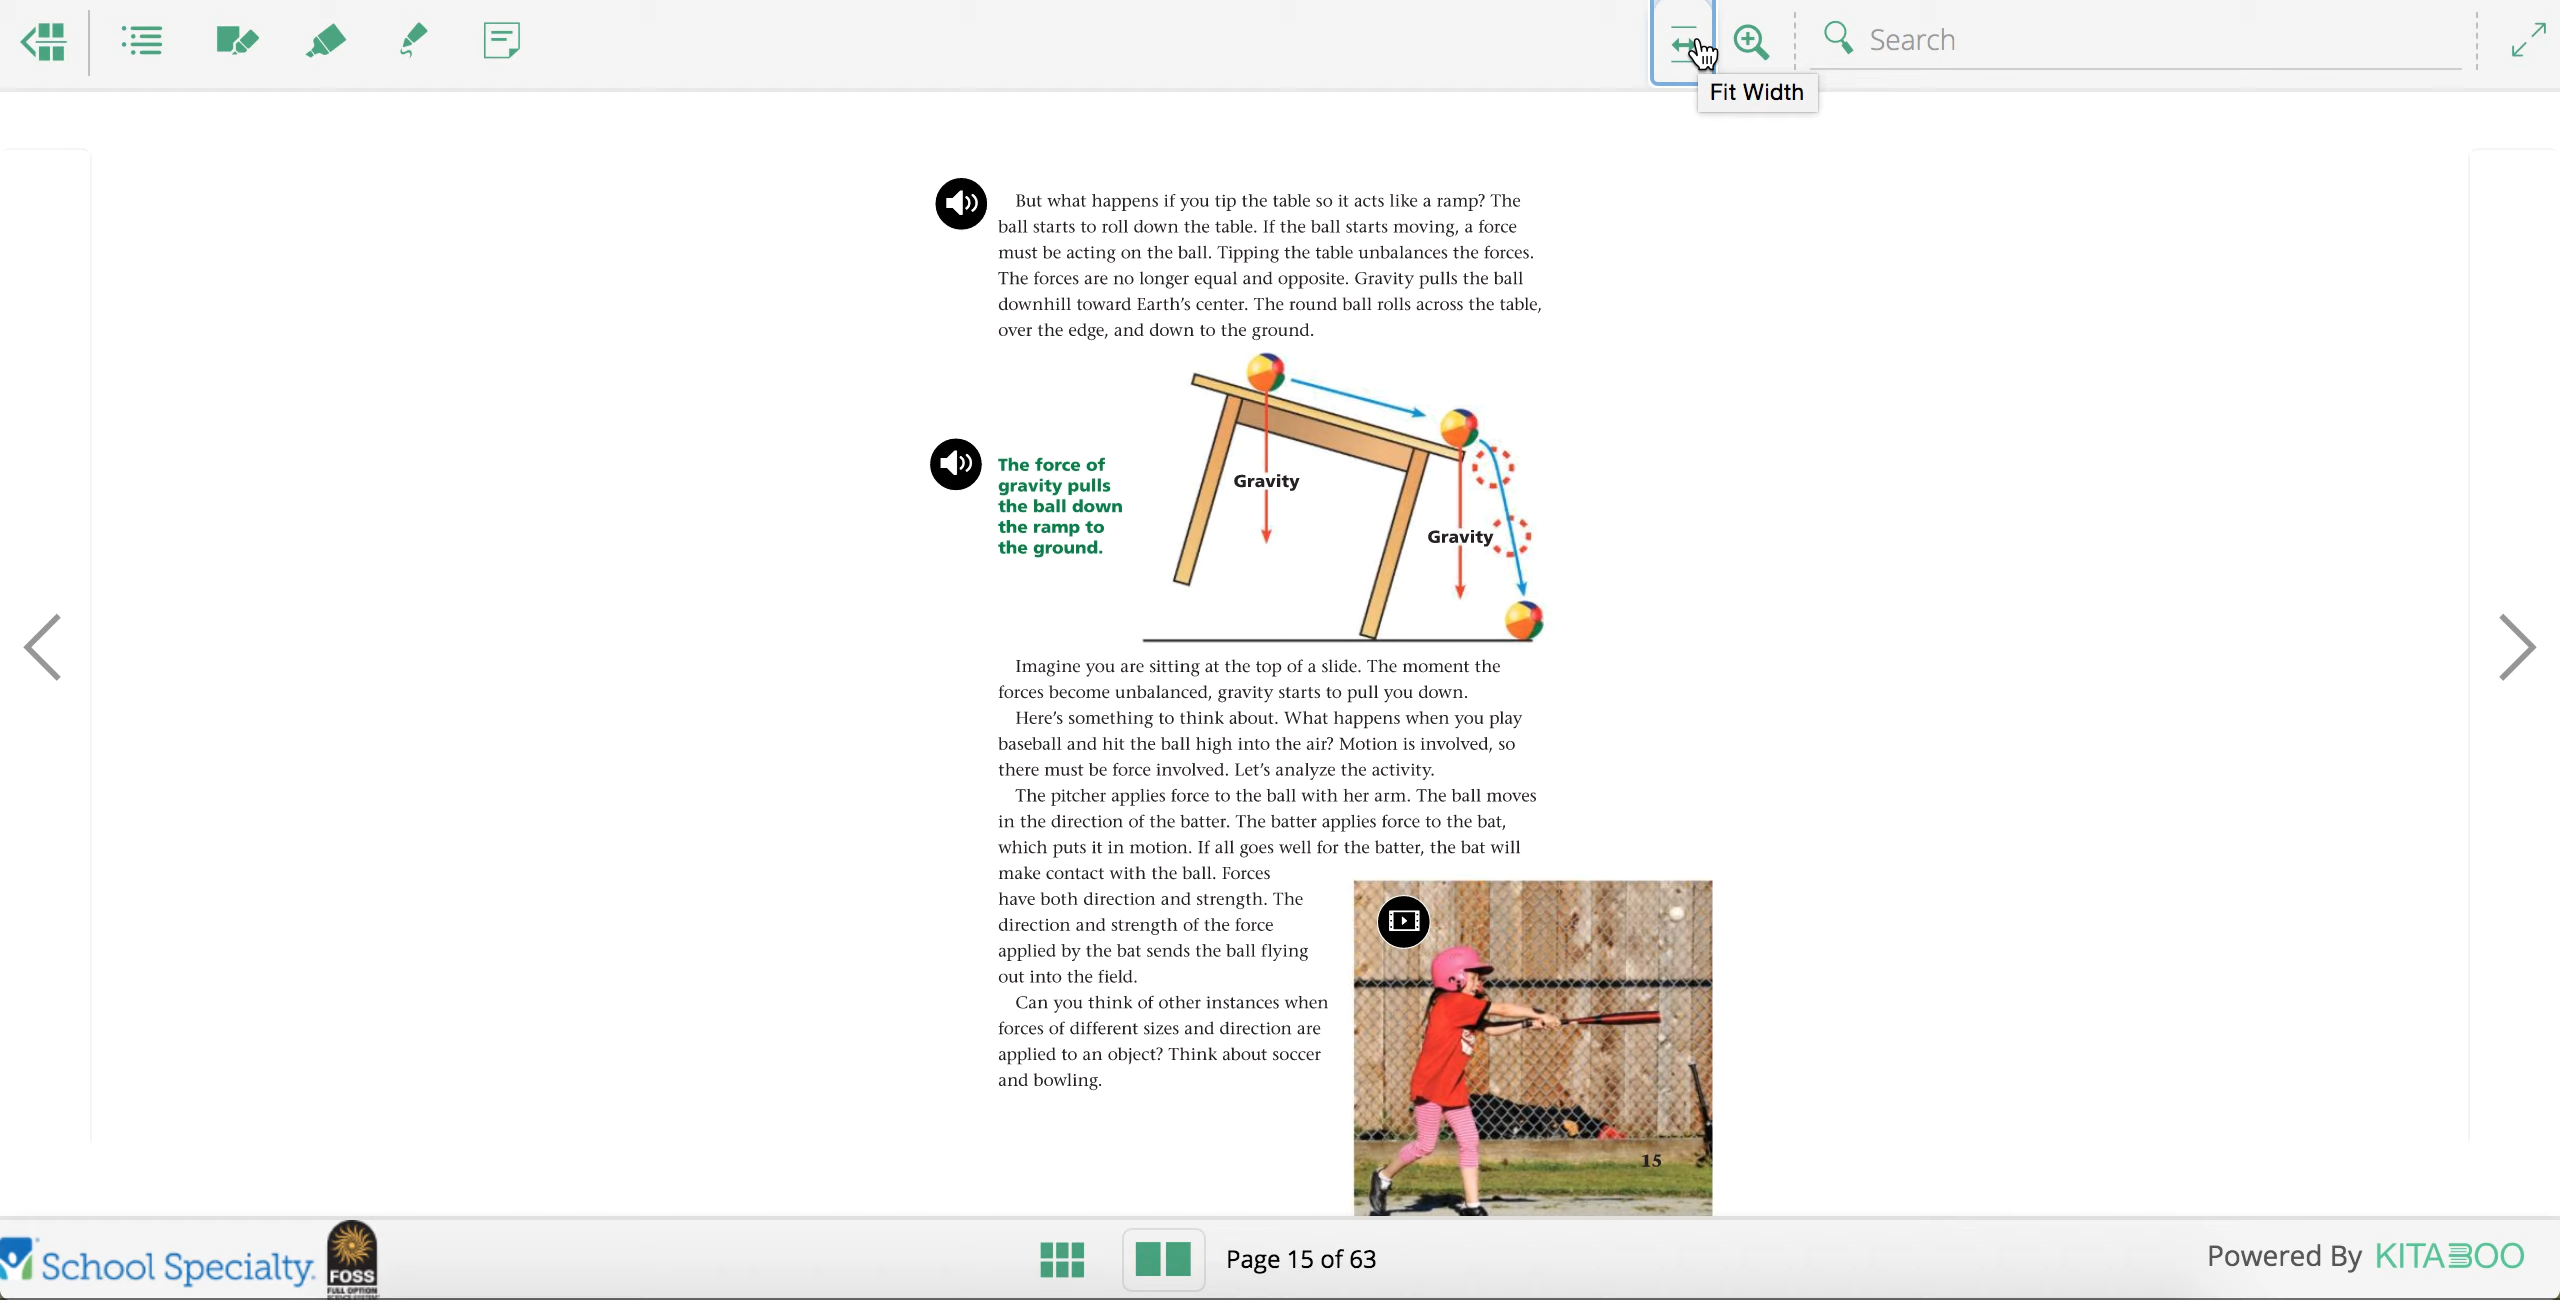 Search
Fit Width
But what happens if you tip the table so it acts like a ramp? The
ball starts to roll down the table. If the ball starts moving, a force
must be acting on the ball. Tipping the table unbalances the forces.
The forces are no longer equal and opposite. Gravity pulls the ball
downhill toward Earth’s center. The round ball rolls across the table,
over the edge, and down to the ground.
The force of
gravity pulls
the ball down
the ramp to
the ground.
Gravity
Gravity
Imagine you are sitting at the top of a slide. The moment the
forces become unbalanced, gravity starts to pull you down.
Here’s something to think about. What happens when you play
baseball and hit the ball high into the air? Motion is involved, so
there must be force involved. Let’s analyze the activity.
The pitcher applies force to the ball with her arm. The ball moves
in the direction of the batter. The batter applies force to the bat,
which puts it in motion. If all goes well for the batter, the bat will
make contact with the ball. Forces
have both direction and strength. The
direction and strength of the force
applied by the bat sends the ball flying
out into the field.
Can you think of other instances when
forces of different sizes and direction are
applied to an object? Think about soccer
and bowling.
15
School Specialty.
FOSS
FULL OPTION
Page 15 of 63
Powered By KITABOO